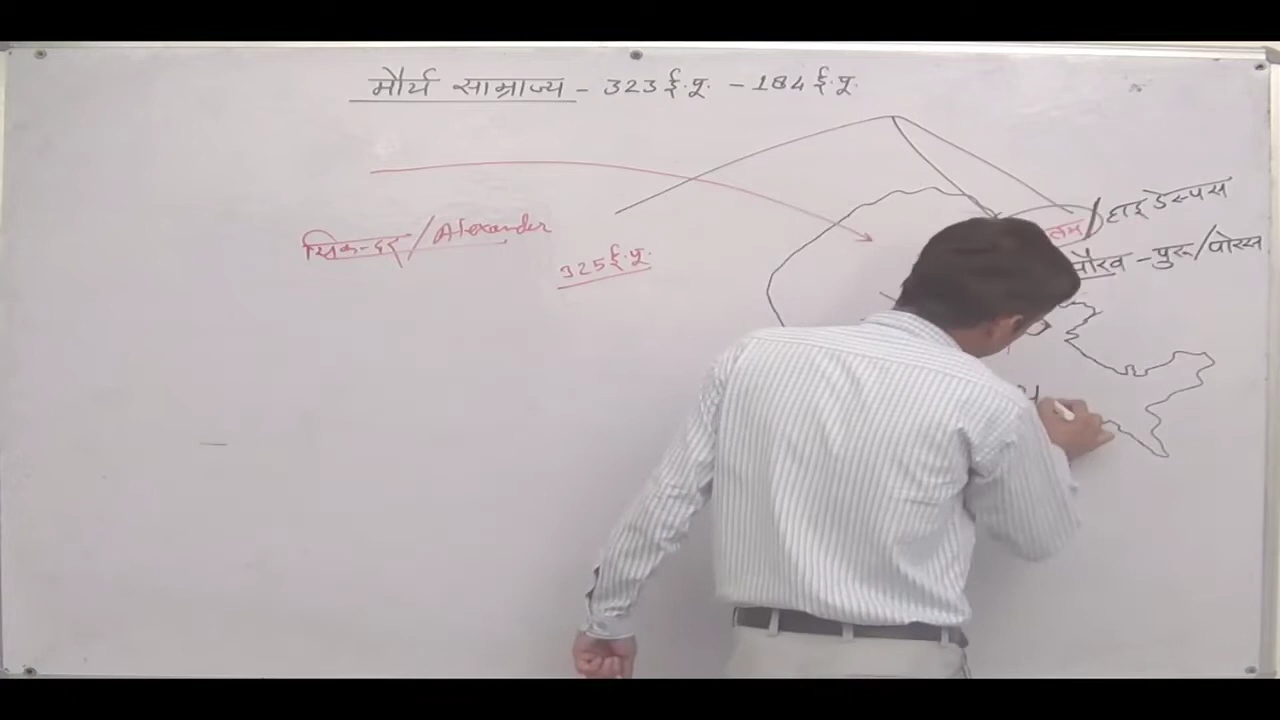 मौर्य साम्राज्य - 323 ई.पू. - 184 ई.पू.
सिकन्दर / Alexander
325 ई.पू.
/ हाइडेस्पस
पौरव - पुरू / पोरस